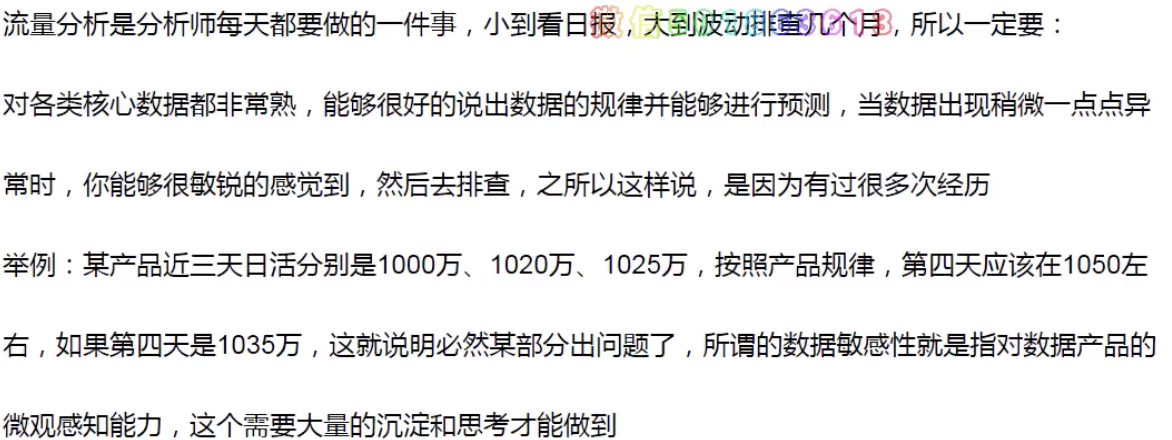 流量分析是分析师每天都要做的一件事，小到看日报，大到波动排查几个月，所以一定要：
对各类核心数据都非常熟，能够很好的说出数据的规律并能够进行预测，当数据出现稍微一点点异
常时，你能够很敏锐的感觉到，然后去排查，之所以这样说，是因为有过很多次经历
举例：某产品近三天日活分别是1000万、1020万、1025万，按照产品规律，第四天应该在1050左
右，如果第四天是1035万，这就说明必然某部分出问题了，所谓的数据敏感性就是指对数据产品的
微观感知能力，这个需要大量的沉淀和思考才能做到